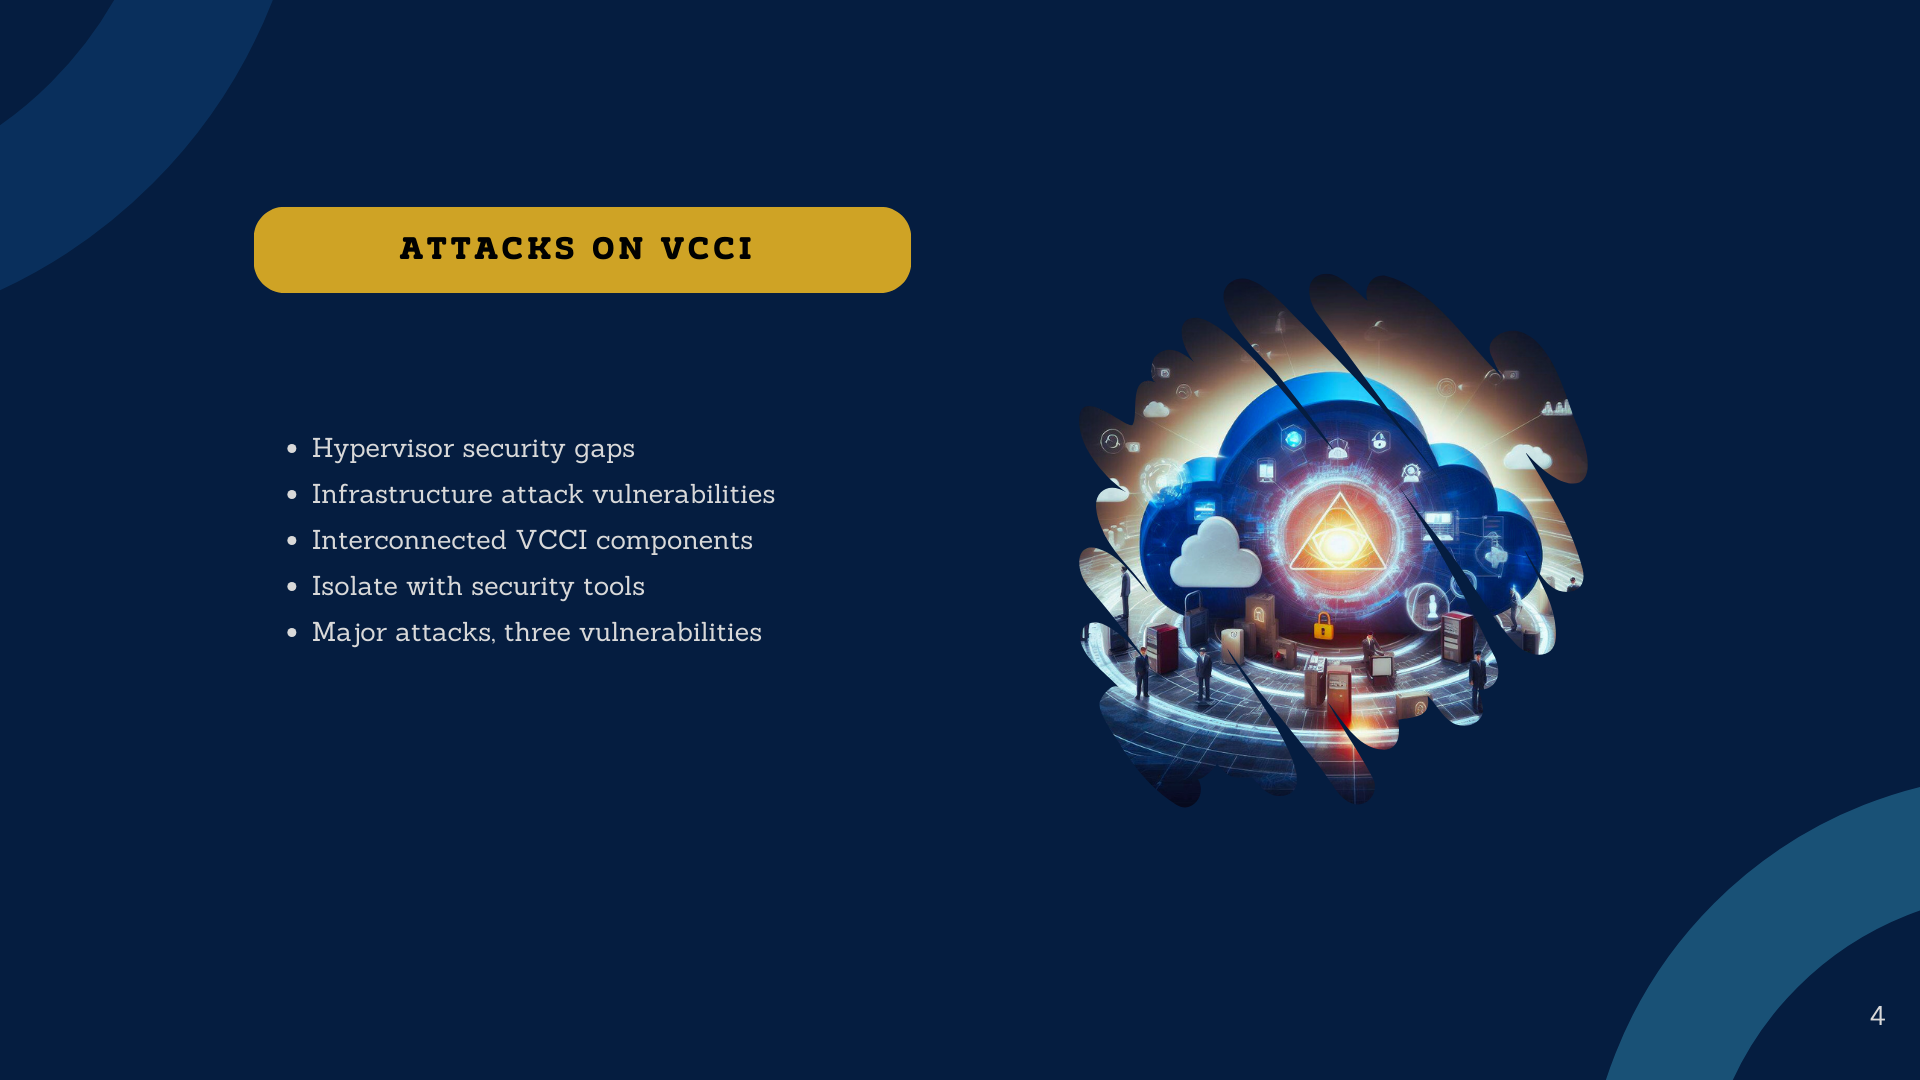 ATTACKS ON VCCI
• Hypervisor security gaps
• Infrastructure attack vulnerabilities
• Interconnected VCCI components
• Isolate with security tools
• Major attacks, three vulnerabilities
4